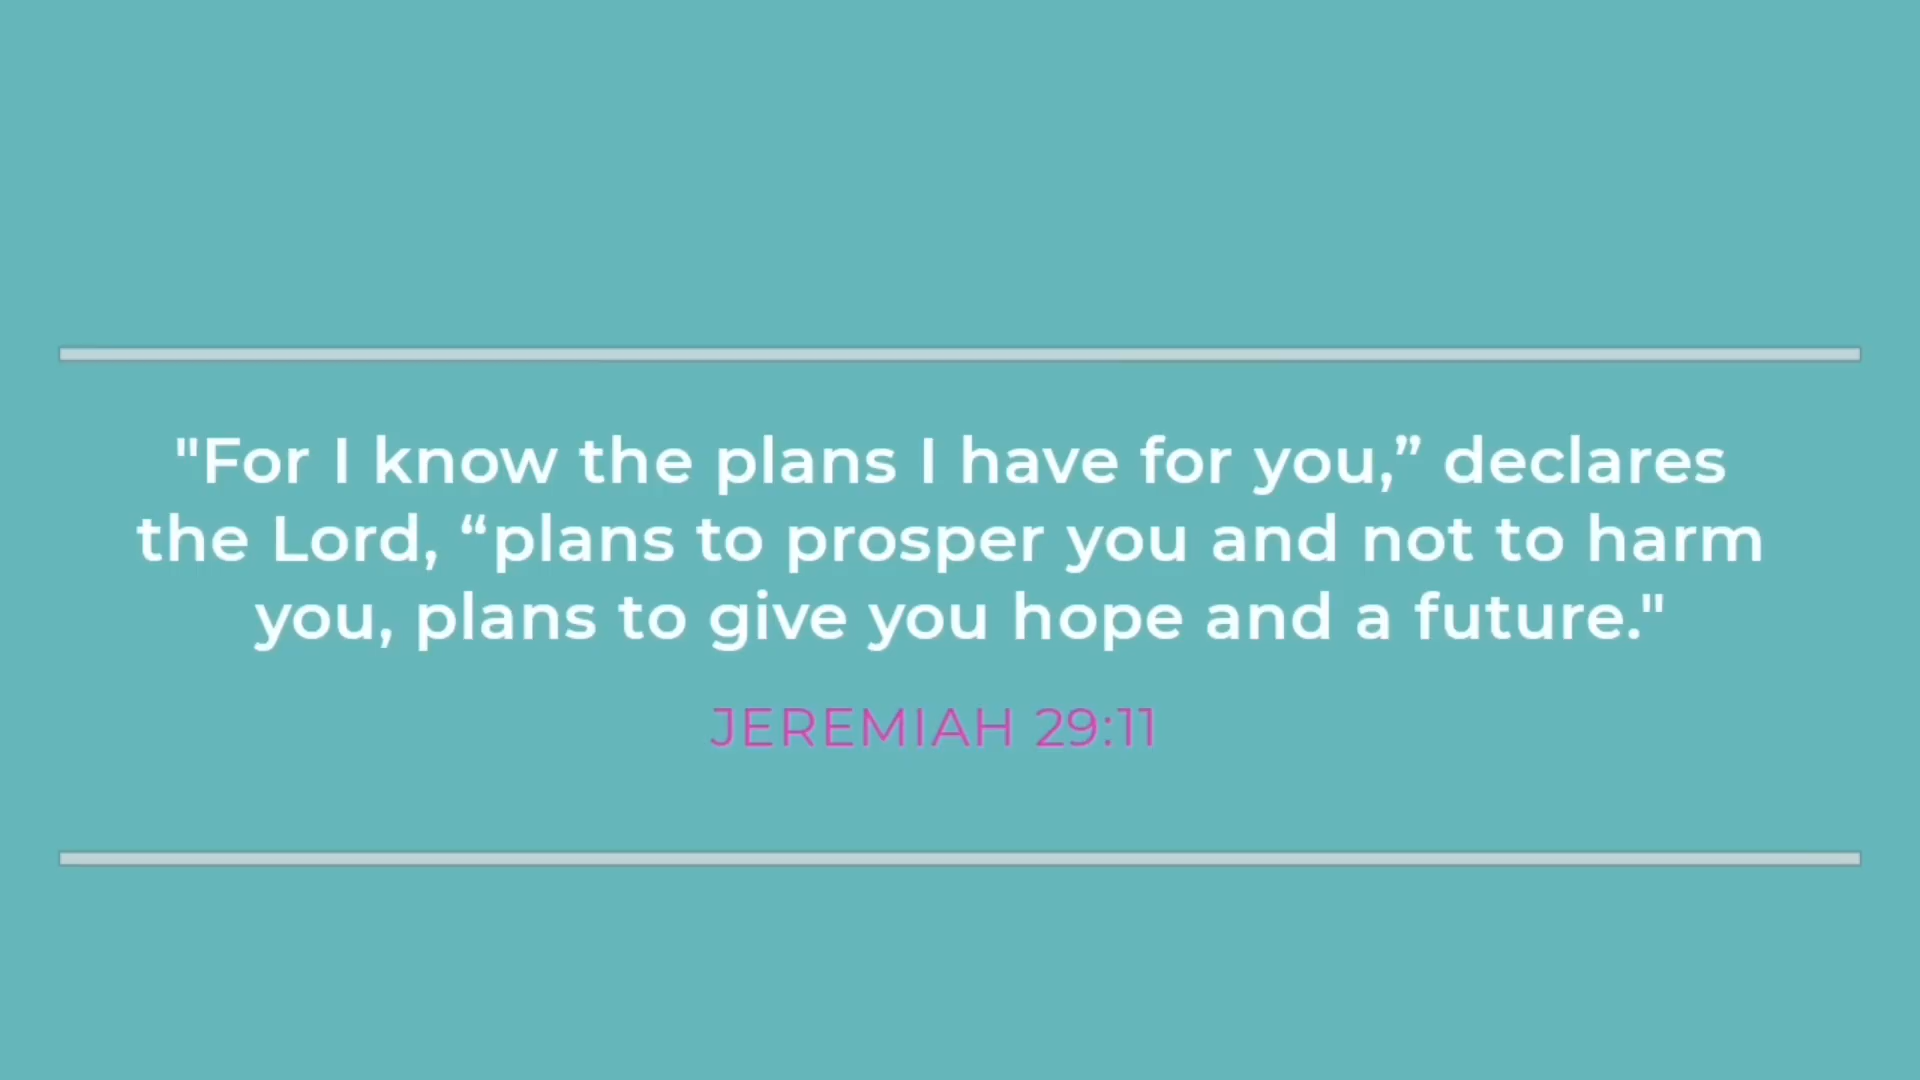 "For I know the plans I have for you,” declares
the Lord, “plans to prosper you and not to harm
you, plans to give you hope and a future."
JEREMIAH 29:11